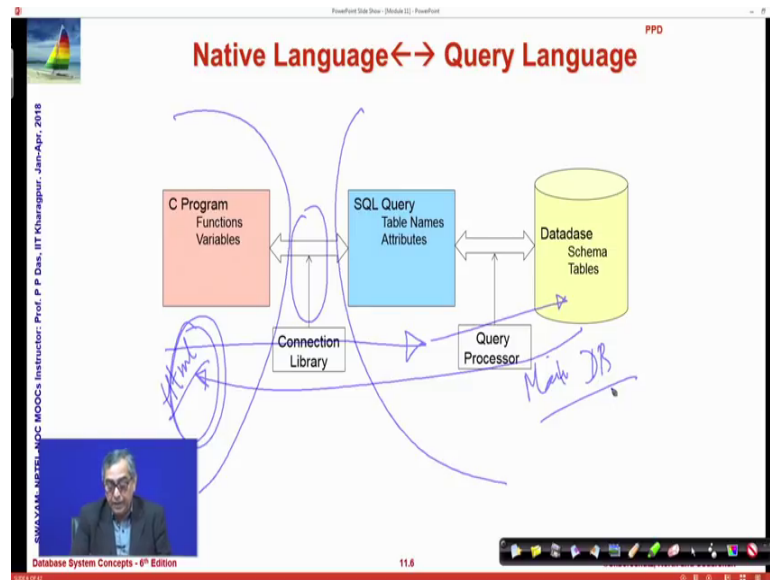 PowerPoint Slide Show - [Module 11] - PowerPoint
PPD
Native Language←→ Query Language
SWAYAM: NPTEL-NOC MOOCs Instructor: Prof. P P Das, IIT Kharagpur. Jan-Apr, 2018
C Program
Functions
Variables
SQL Query
Table Names
Attributes
Datadase
Schema
Tables
Connection
Library
Query
Processor
Html
DB
Database System Concepts - 6th Edition
11.6